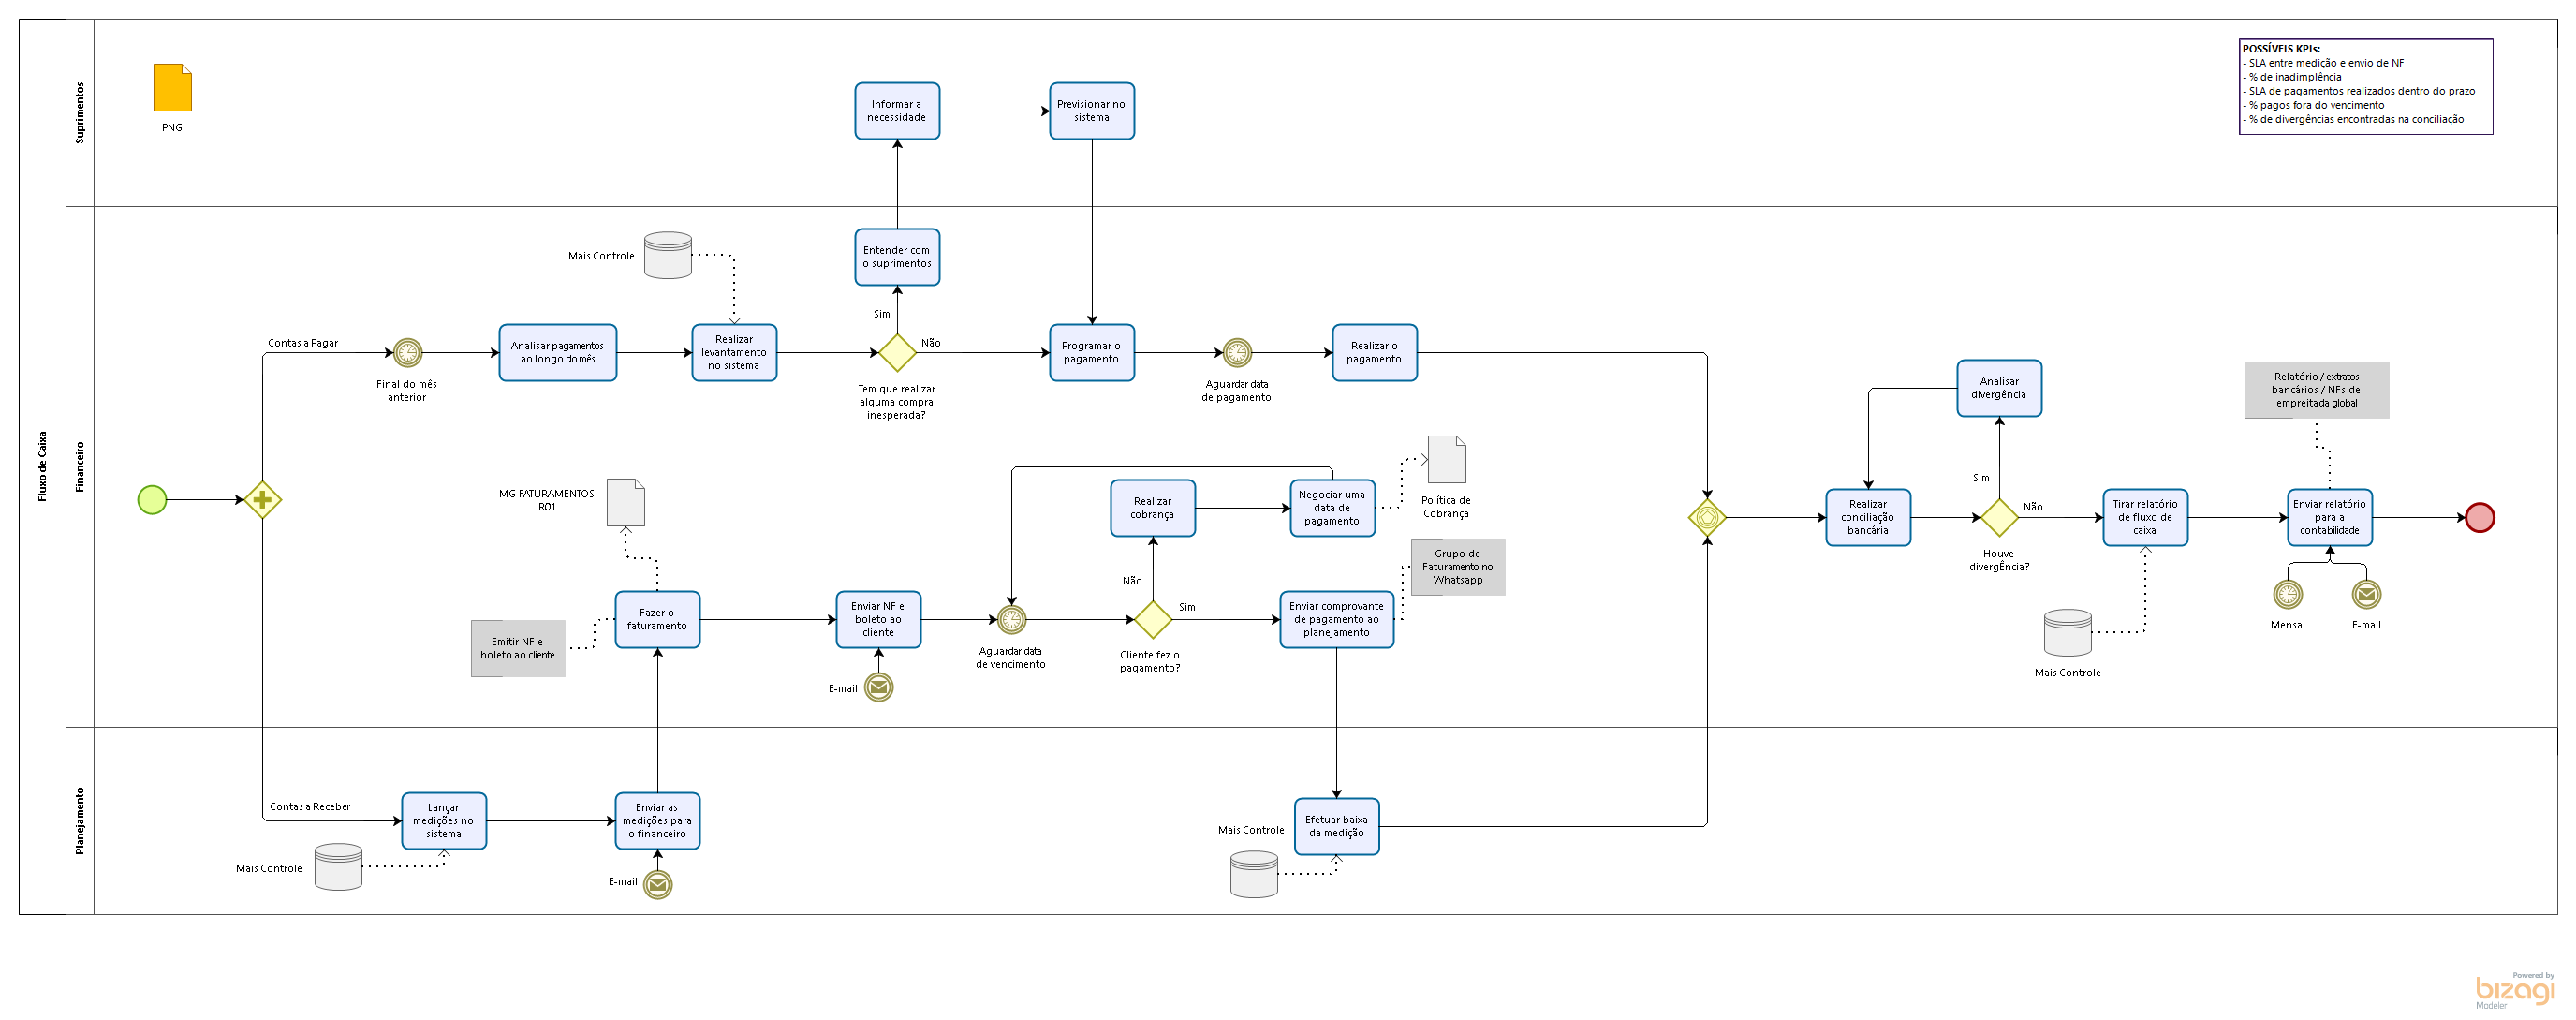 Fluxo de Caixa
Suprimentos
PNG
Informar a
necessidade
Previsionar no
sistema
POSSÍVEIS KPIs:
- SLA entre medição e envio de NF
- % de inadimplência
- SLA de pagamentos realizados dentro do prazo
- % pagos fora do vencimento
- % de divergências encontradas na conciliação
Financeiro
Mais Controle
Entender com
o suprimentos
Sim
Contas a Pagar
Final do mês
anterior
Analisar pagamentos
ao longo do mês
Realizar
levantamento
no sistema
Não
Tem que realizar
alguma compra
inesperada?
Programar o
pagamento
Aguardar data
de pagamento
Realizar o
pagamento
Analisar
divergência
Relatório / extratos
bancários / NFs de
empreitada global
MG FATURAMENTOS
R01
Realizar
cobrança
Negociar uma
data de
pagamento
Política de
Cobrança
Sim
Realizar
conciliação
bancária
Não
Houve
divergÊncia?
Tirar relatório
de fluxo de
caixa
Enviar relatório
para a
contabilidade
Grupo de
Faturamento no
Whatsapp
Não
Emitir NF e
boleto ao cliente
Fazer o
faturamento
Enviar NF e
boleto ao
cliente
Aguardar data
de vencimento
Sim
Cliente fez o
pagamento?
Enviar comprovante
de pagamento ao
planejamento
Mensal
E-mail
Mais Controle
E-mail
Planejamento
Contas a Receber
Lançar
medições no
sistema
Enviar as
medições para
o financeiro
Mais Controle
E-mail
Mais Controle
Efetuar baixa
da medição
Powered by
bizagi
Modeler